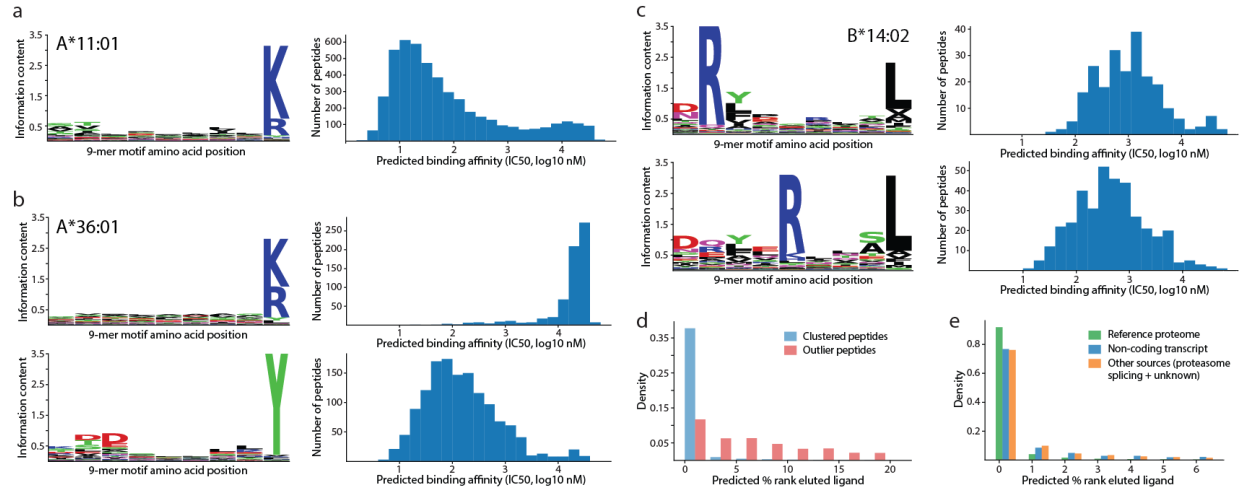 a
A*11:01
Information content
3.5
2.5
1.5
0.5
K
R
9-mer motif amino acid position
Number of peptides
600
500
400
300
200
100
1 2 3 4
Predicted binding affinity (IC50, log10 nM)
b
A*36:01
Information content
3.5
2.5
1.5
0.5
K
R
9-mer motif amino acid position
Number of peptides
250
200
150
100
50
1 2 3 4
Predicted binding affinity (IC50, log10 nM)
Information content
3.5
2.5
1.5
0.5
D D
Y
9-mer motif amino acid position
Number of peptides
150
100
50
1 2 3 4
Predicted binding affinity (IC50, log10 nM)
c
B*14:02
Information content
3.5
2.5
1.5
0.5
D R Y L
9-mer motif amino acid position
Number of peptides
40
30
20
10
1 2 3 4
Predicted binding affinity (IC50, log10 nM)
Information content
3.5
2.5
1.5
0.5
D Y R S L
A
9-mer motif amino acid position
Number of peptides
50
40
30
20
10
1 2 3 4
Predicted binding affinity (IC50, log10 nM)
d
Clustered peptides
Outlier peptides
Density
0.35
0.25
0.15
0.05
0 5 10 15 20
Predicted % rank eluted ligand
e
Reference proteome
Non-coding transcript
Other sources (proteasome
splicing + unknown)
Density
0.8
0.6
0.4
0.2
0 1 2 3 4 5 6
Predicted % rank eluted ligand